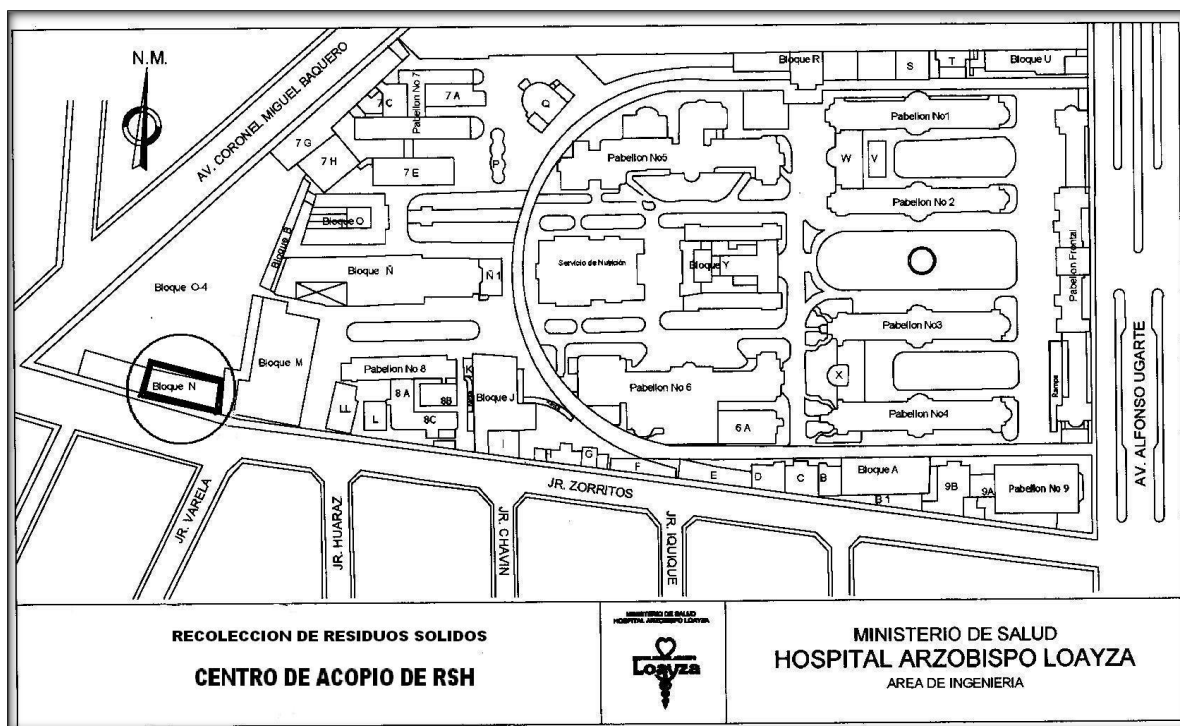 N.M.
AV. CORONEL MIGUEL BAQUERO
7 C
Pabellon No 7
7 A
7 G
7 H
7 E
Q
P
Bloque R
S
T
Bloque U
Pabellon No1
W
V
Pabellon No5
Pabellon No 2
Bloque O
Bloque B
Bloque Ñ
Ñ 1
Servicio de Nutrición
Bloque Y
Pabellon Frontal
Bloque O-4
Bloque M
Bloque N
Pabellon No 8
LL
L
8 A
8B
8C
K
Bloque J
I
Pabellon No 6
6 A
Pabellon No3
X
Pabellon No4
Rampa
H
G
F
E
D
C
B
Bloque A
B 1
9B
9A
Pabellon No 9
AV. ALFONSO UGARTE
JR. ZORRITOS
JR. VARELA
JR. HUARAZ
JR. CHAVIN
JR. IQUIQUE
RECOLECCION DE RESIDUOS SOLIDOS
CENTRO DE ACOPIO DE RSH
MINISTERIO DE SALUD
HOSPITAL ARZOBISPO LOAYZA
Loayza
MINISTERIO DE SALUD
HOSPITAL ARZOBISPO LOAYZA
AREA DE INGENIERIA